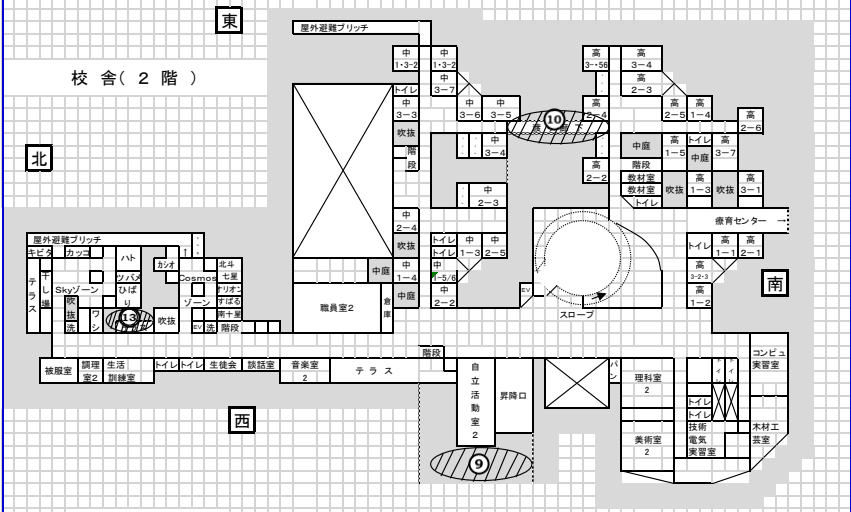 東
屋外避難ブリッチ
校 舎( 2 階 )
中
1・3-2
中
1・3-2
高
3-・56
高
3-4
トイレ
中
3-7
高
2-3
中
3-3
中
3-6
中
3-5
⑩
高
2-4
高
2-5
高
1-4
高
2-6
吹抜
階
段
中
3-4
中庭
高
1-5
トイレ
中庭
高
3-7
北
高
2-2
階段
教材室
教材室
トイレ
吹抜
高
1-3
吹抜
高
3-1
中
2-3
中
2-4
療育センター →
屋外避難ブリッチ
吹抜
トイレ
トイレ
中
1-3
中
2-5
トイレ
高
1-1
高
2-1
キビタ
カッコ
ハト
カシオ
↑
北斗
七星
オリオン
すばる
南十星
テラス
干し場
Skyゾーン
ツバメ
ひばり
Cosmos
ゾーン
中庭
中
1-4
中
1-5/6
高
3-2-3
南
吹抜
洗
ワシ
⑬
吹抜
EV
洗
階段
職員室2
倉庫
中庭
中
2-2
EV
スロープ
高
1-2
被服室
調理
室2
生活
訓練室
トイレ
トイレ
生徒会
談話室
音楽室
2
テ ラ ス
階段
自立活動室2
昇降口
パン
理科室
2
コンピュ
実習室
トイレ
トイレ
西
美術室
2
技術
電気
実習室
木材工
芸室
⑨